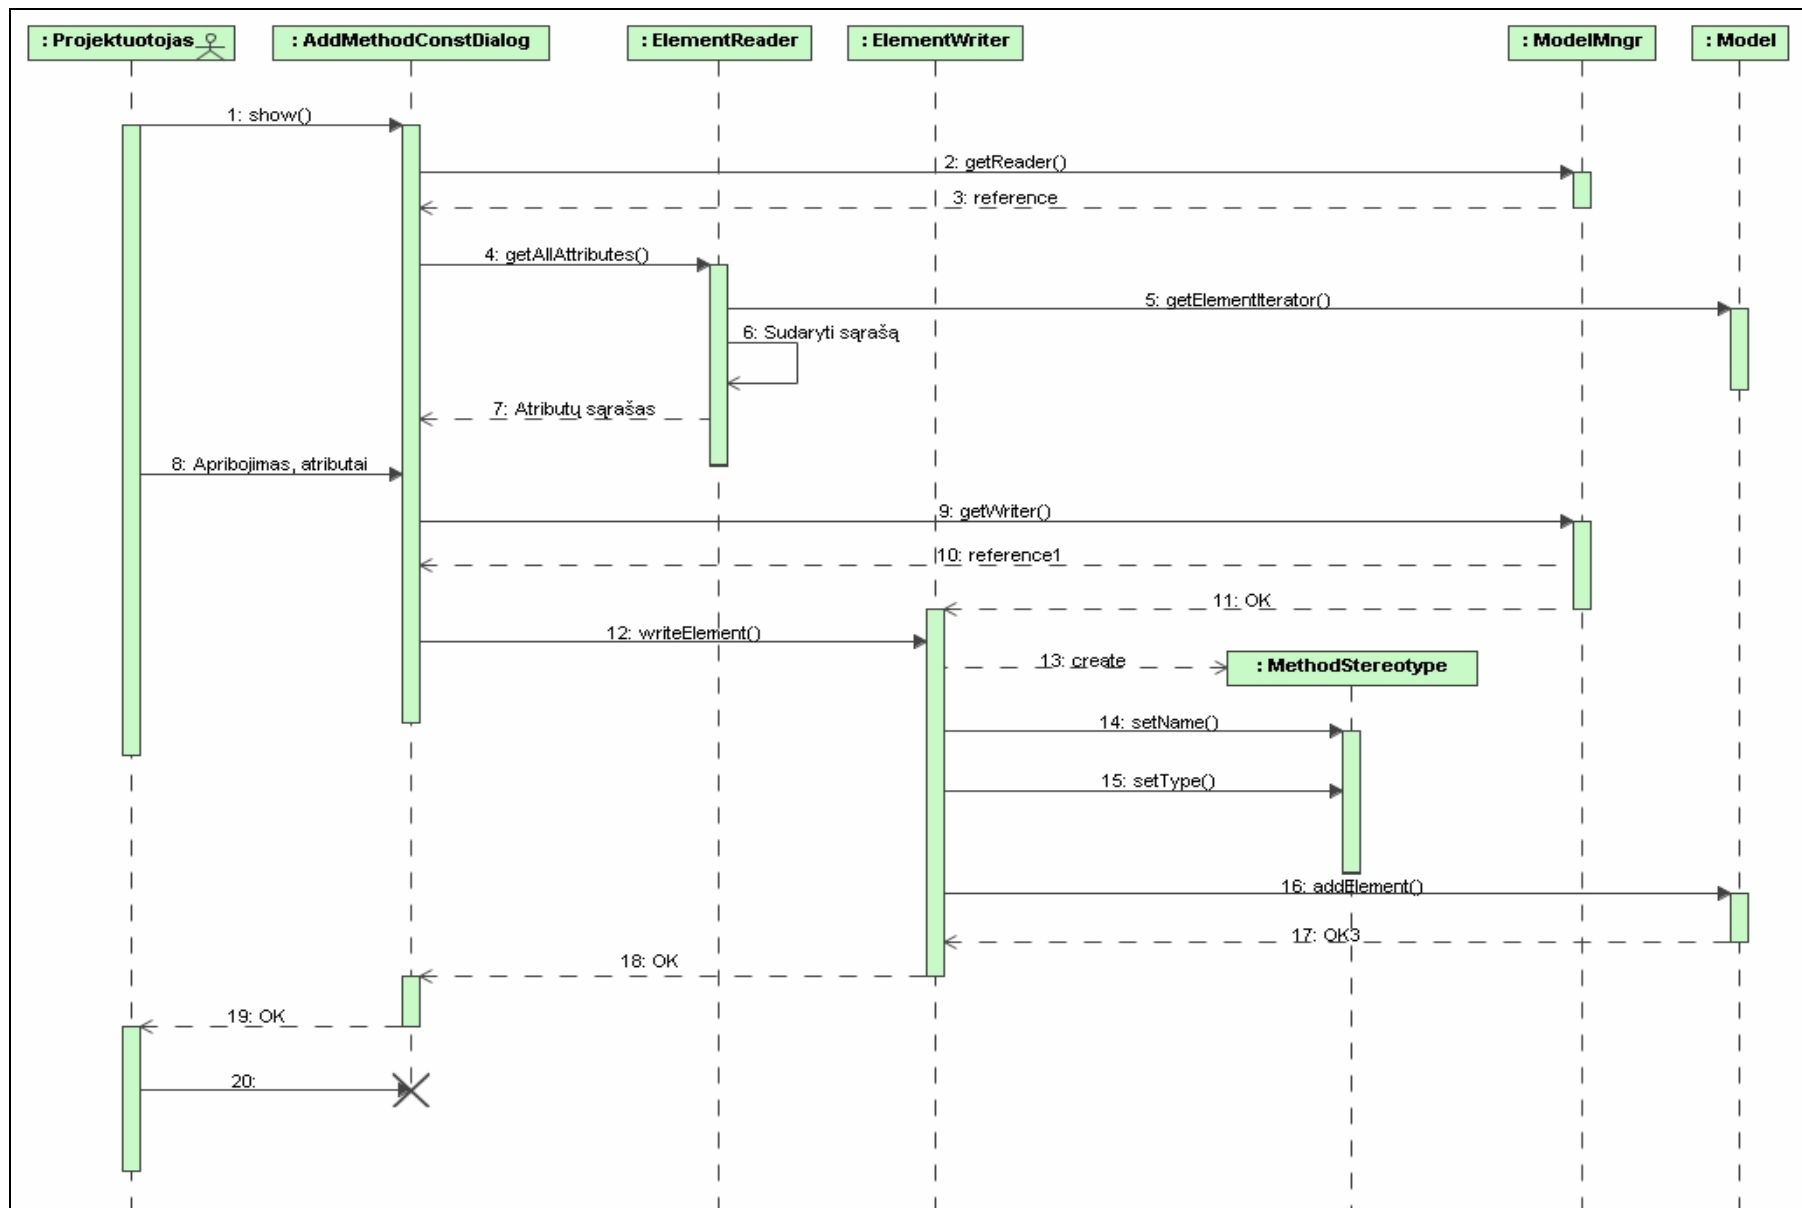 : Projektuotojas
: AddMethodConstDialog
: ElementReader
: ElementWriter
: ModelMngr
: Model
1: show()
2: getReader()
3: reference
4: getAllAttributes()
5: getElementIterator()
6: Sudaryti sąrašą
7: Atributų sąrašas
8: Apribojimas, atributai
9: getWriter()
10: reference1
11: OK
12: writeElement()
13: create
: MethodStereotype
14: setName()
15: setType()
16: addElement()
17: OK3
18: OK
19: OK
20: